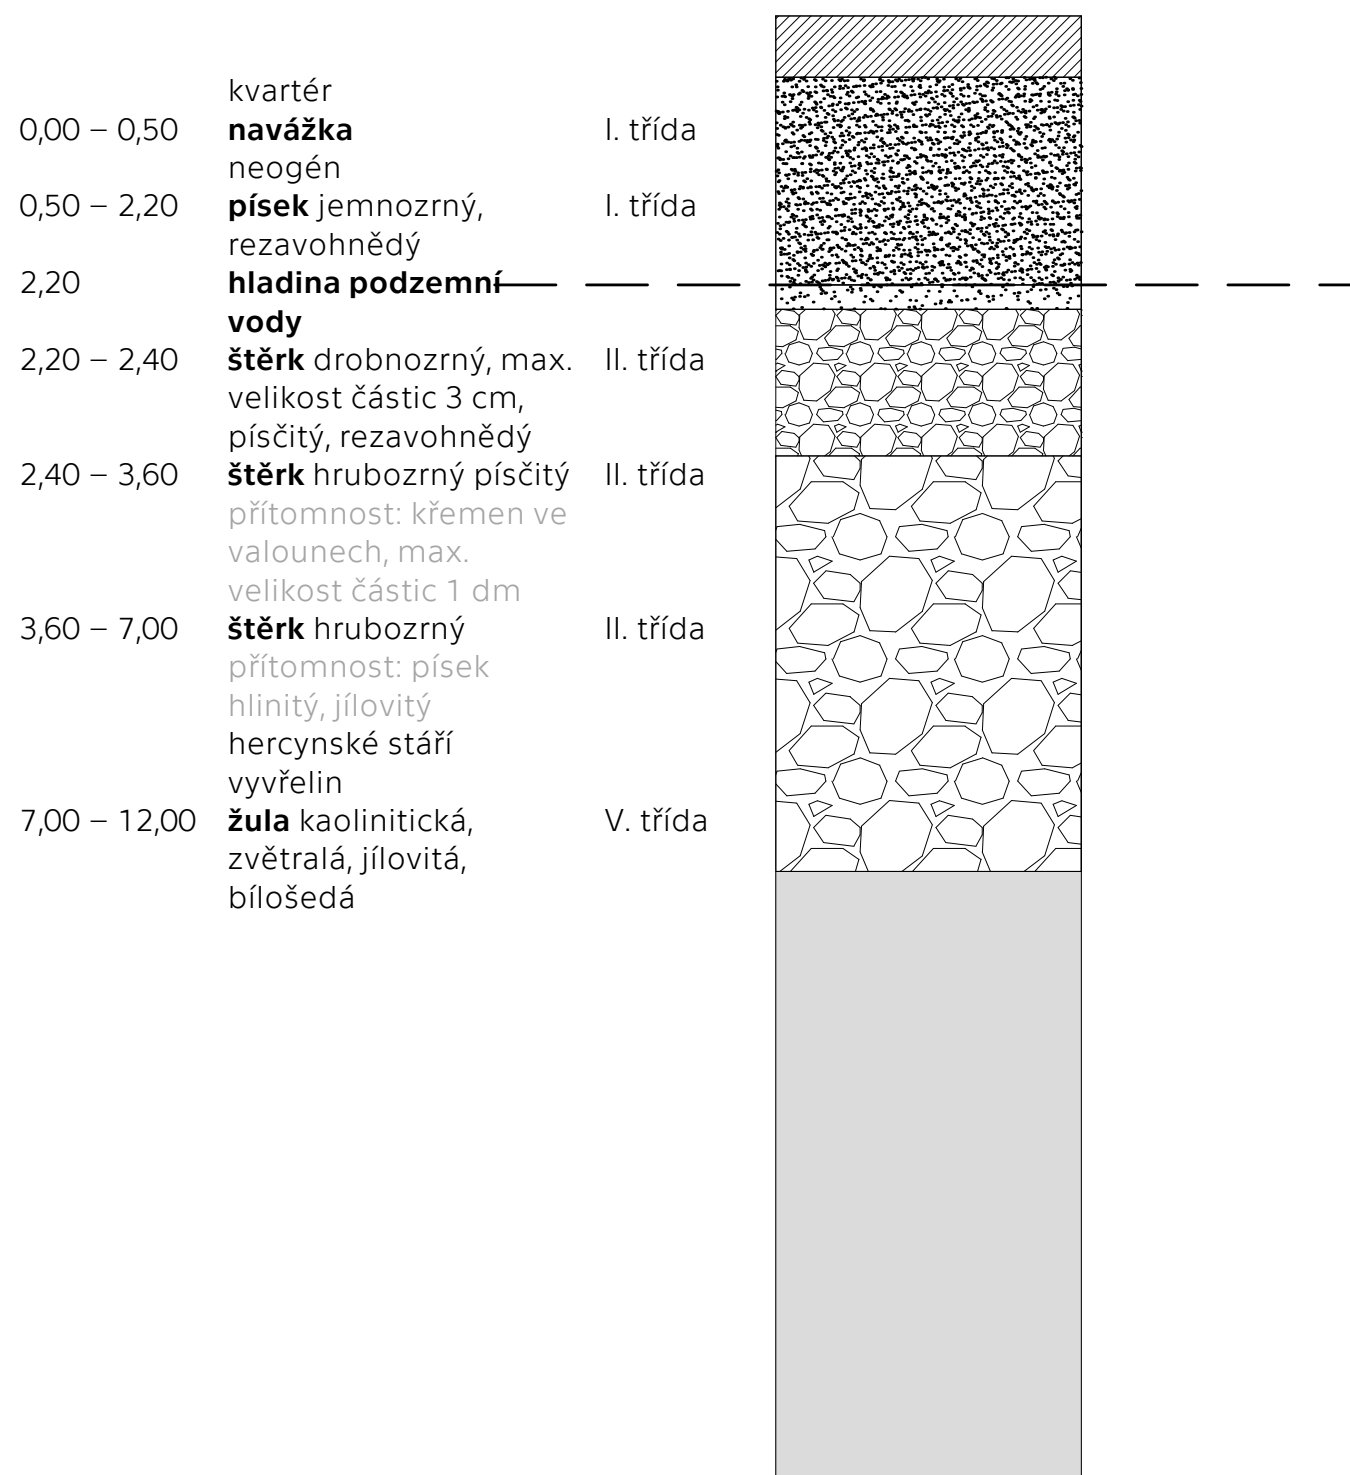 kvartér
0,00 – 0,50 navážka I. třída
neogén
0,50 – 2,20 písek jemnozrný, I. třída
rezavohnědý
2,20 hladina podzemní
vody
2,20 – 2,40 štěrk drobnozrný, max. II. třída
velikost částic 3 cm,
písčitý, rezavohnědý
2,40 – 3,60 štěrk hrubozrný písčitý II. třída
přítomnost: křemen ve
valounech, max.
velikost částic 1 dm
3,60 – 7,00 štěrk hrubozrný II. třída
přítomnost: písek
hlinitý, jílovitý
hercynské stáří
vyvřelin
7,00 – 12,00 žula kaolinitická, V. třída
zvětralá, jílovitá,
bílošedá